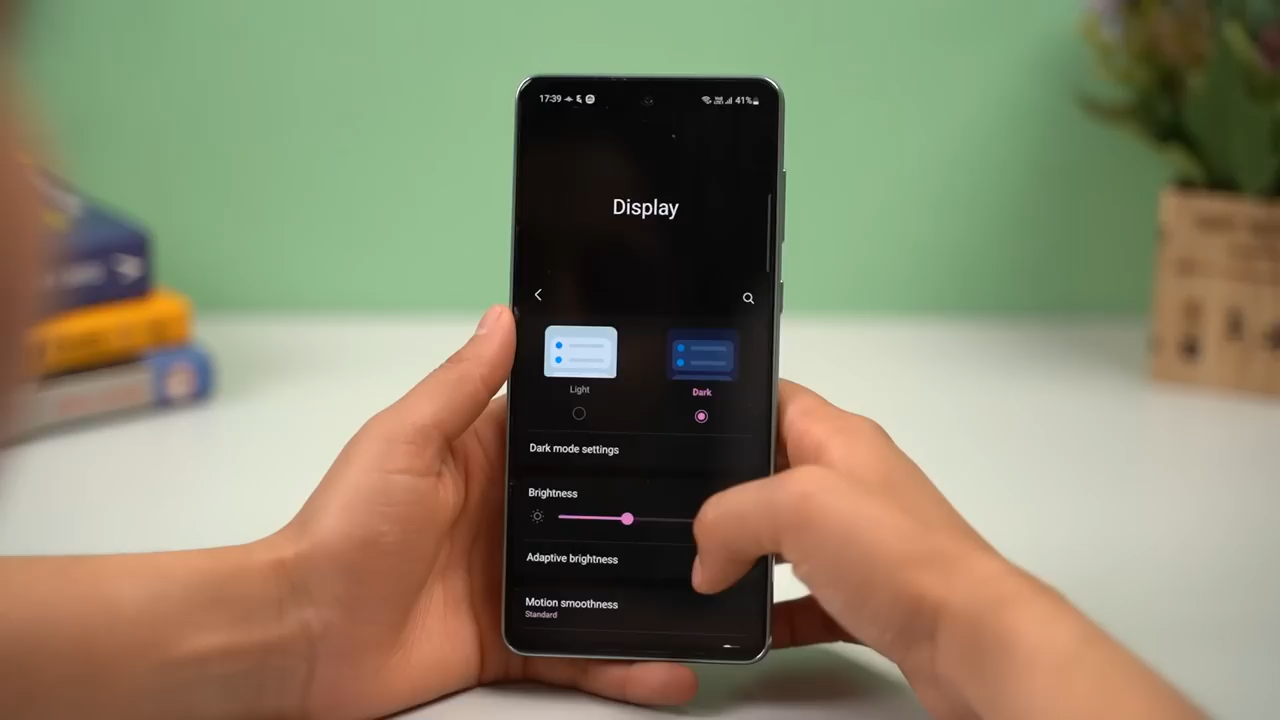 17:39
41%
Display
Light
Dark
Dark mode settings
Brightness
Adaptive brightness
Motion smoothness
Standard